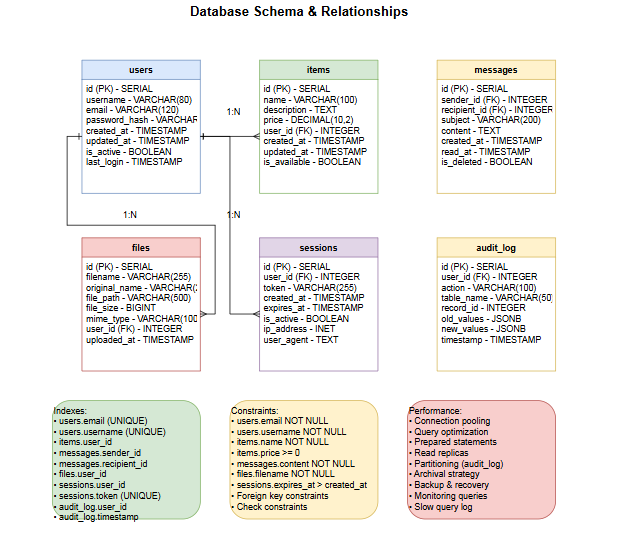 Database Schema & Relationships
users
id (PK) - SERIAL
username - VARCHAR(80)
email - VARCHAR(120)
password_hash - VARCHAR
created_at - TIMESTAMP
updated_at - TIMESTAMP
is_active - BOOLEAN
last_login - TIMESTAMP
1:N
items
id (PK) - SERIAL
name - VARCHAR(100)
description - TEXT
price - DECIMAL(10,2)
user_id (FK) - INTEGER
created_at - TIMESTAMP
updated_at - TIMESTAMP
is_available - BOOLEAN
messages
id (PK) - SERIAL
sender_id (FK) - INTEGER
recipient_id (FK) - INTEGER
subject - VARCHAR(200)
content - TEXT
created_at - TIMESTAMP
read_at - TIMESTAMP
is_deleted - BOOLEAN
1:N
1:N
files
id (PK) - SERIAL
filename - VARCHAR(255)
original_name - VARCHAR(
file_path - VARCHAR(500)
file_size - BIGINT
mime_type - VARCHAR(100
user_id (FK) - INTEGER
uploaded_at - TIMESTAMP
sessions
id (PK) - SERIAL
user_id (FK) - INTEGER
token - VARCHAR(255)
created_at - TIMESTAMP
expires_at - TIMESTAMP
is_active - BOOLEAN
ip_address - INET
user_agent - TEXT
audit_log
id (PK) - SERIAL
user_id (FK) - INTEGER
action - VARCHAR(100)
table_name - VARCHAR(50)
record_id - INTEGER
old_values - JSONB
new_values - JSONB
timestamp - TIMESTAMP
Indexes:
• users.email (UNIQUE)
• users.username (UNIQUE)
• items.user_id
• messages.sender_id
• messages.recipient_id
• files.user_id
• sessions.user_id
• sessions.token (UNIQUE)
• audit_log.user_id
• audit_log.timestamp
Constraints:
• users.email NOT NULL
• users.username NOT NULL
• items.name NOT NULL
• items.price >= 0
• messages.content NOT NULL
• files.filename NOT NULL
• sessions.expires_at > created_at
• Foreign key constraints
• Check constraints
Performance:
• Connection pooling
• Query optimization
• Prepared statements
• Read replicas
• Partitioning (audit_log)
• Archival strategy
• Backup & recovery
• Monitoring queries
• Slow query log